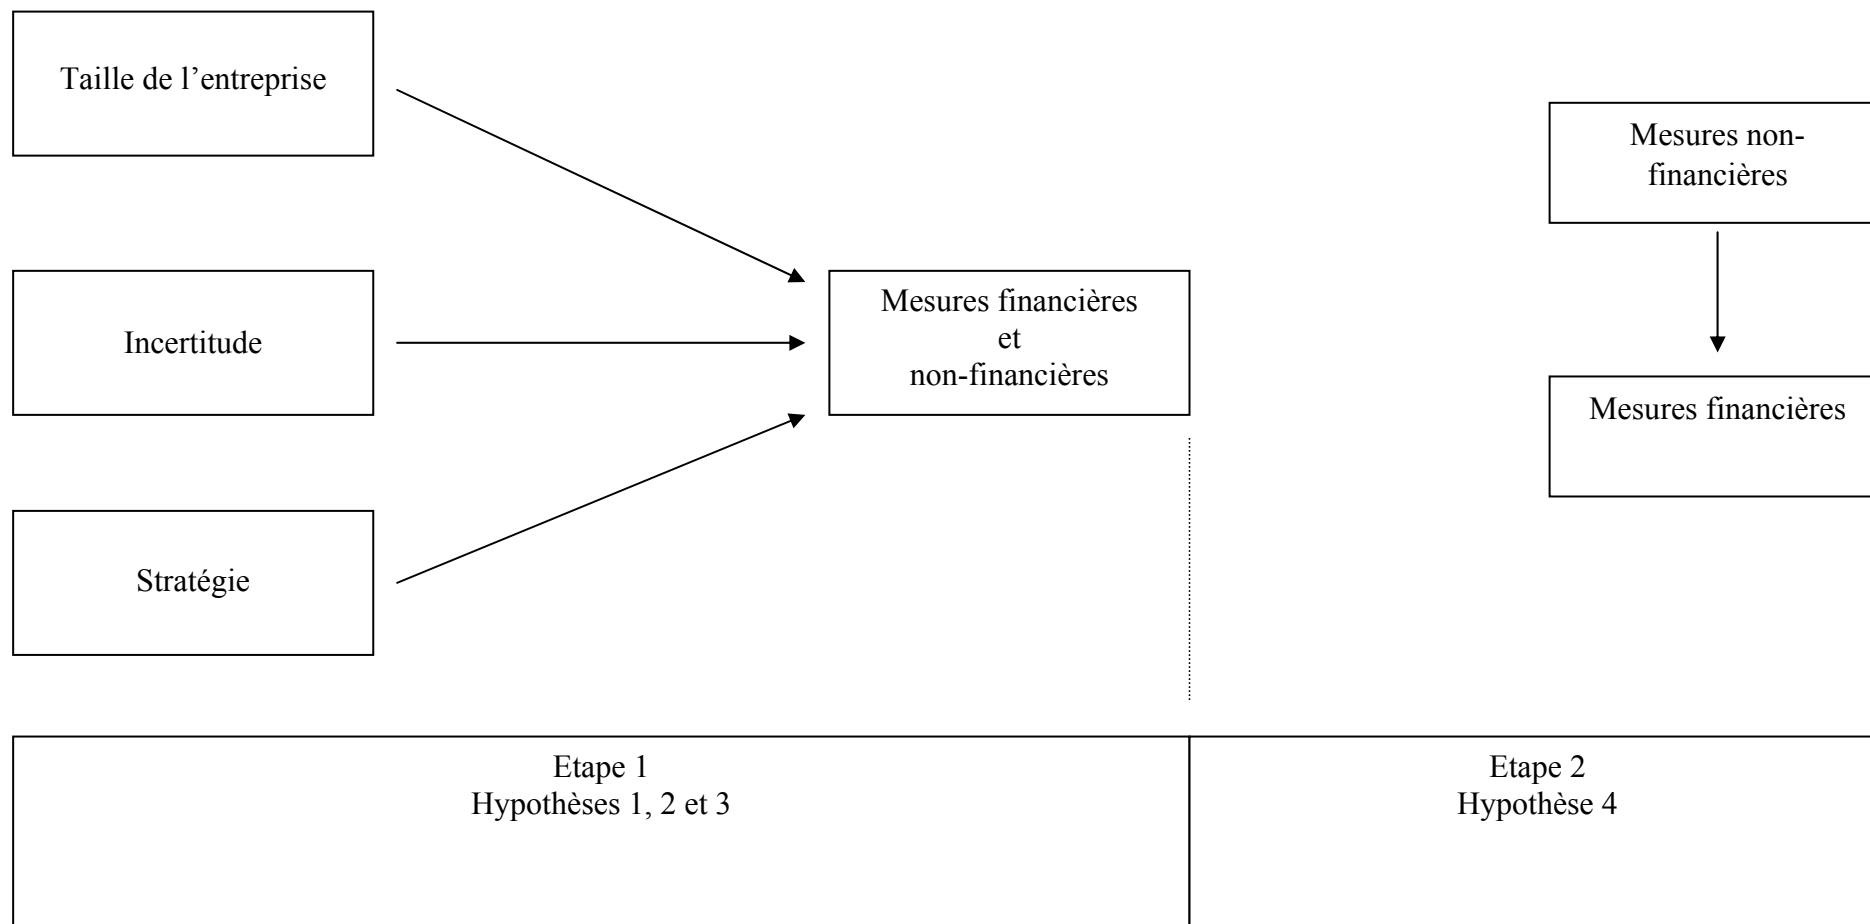 Taille de l’entreprise
Mesures non-
financières
Incertitude
Mesures financières
et
non-financières
Mesures financières
Stratégie
Etape 1
Hypothèses 1, 2 et 3
Etape 2
Hypothèse 4